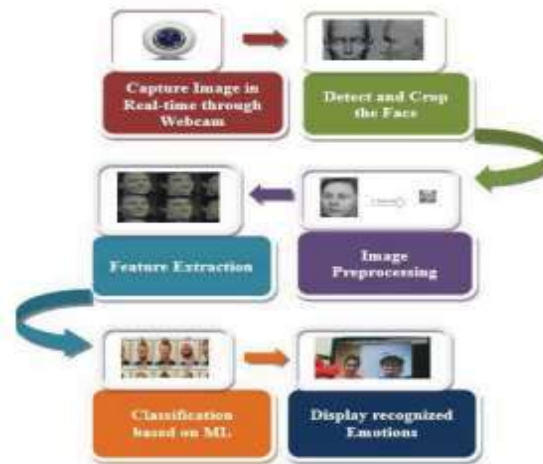 Capture Image in
Real-time through
Webcam
Detect and Crop
the Face
Image
Preprocessing
Feature Extraction
Classification
based on ML
Display recognized
Emotions